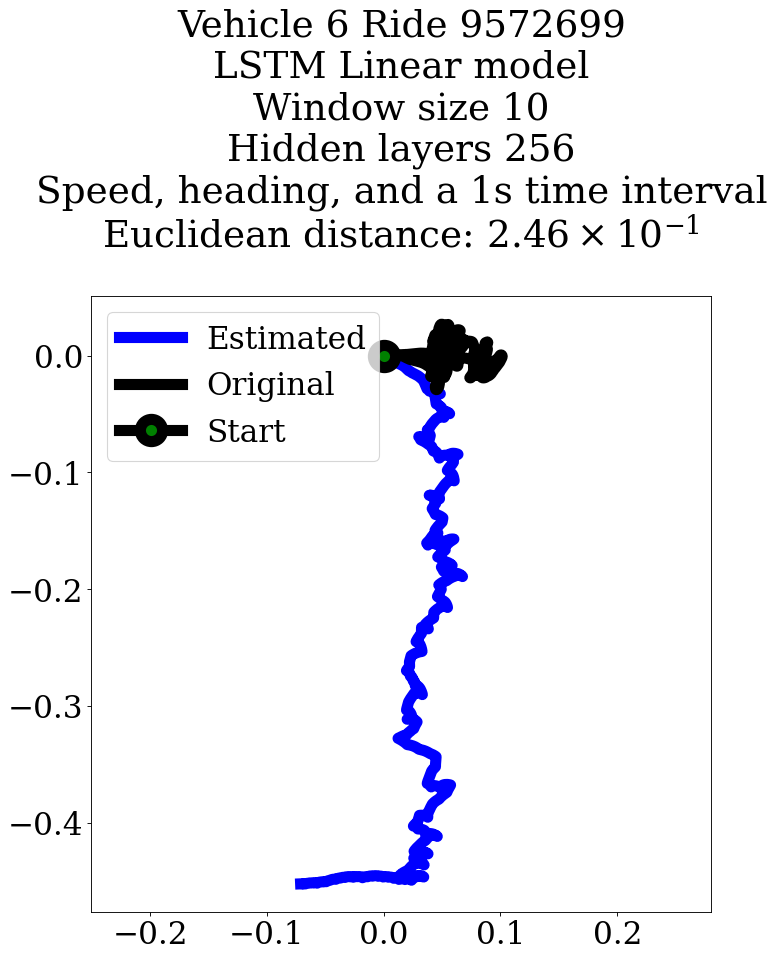 Vehicle 6 Ride 9572699
LSTM Linear model
Window size 10
Hidden layers 256
Speed, heading, and a 1s time interval
Euclidean distance: 2.46 × 10⁻¹
Estimated
Original
Start
0.0
−0.1
−0.2
−0.3
−0.4
−0.2 −0.1 0.0 0.1 0.2